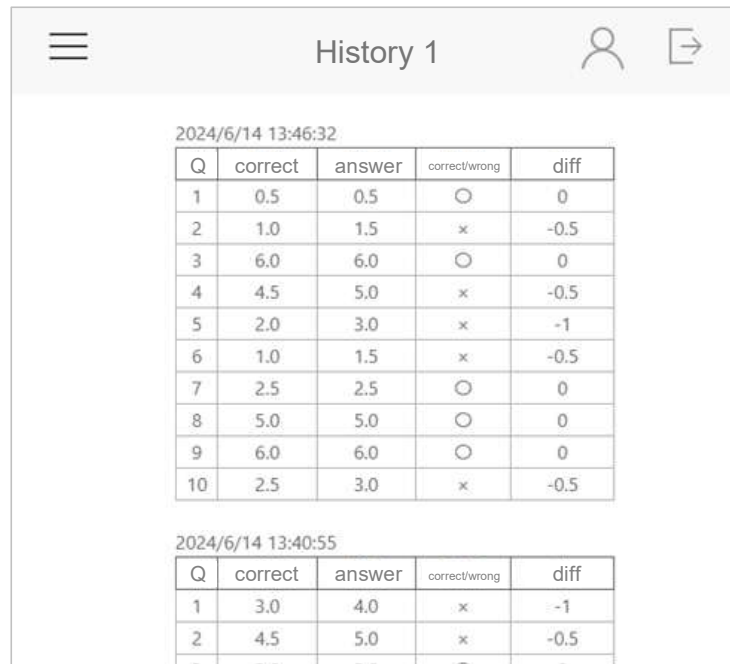 History 1
2024/6/14 13:46:32
Q correct answer correct/wrong diff
1 0.5 0.5 ○ 0
2 1.0 1.5 × -0.5
3 6.0 6.0 ○ 0
4 4.5 5.0 × -0.5
5 2.0 3.0 × -1
6 1.0 1.5 × -0.5
7 2.5 2.5 ○ 0
8 5.0 5.0 ○ 0
9 6.0 6.0 ○ 0
10 2.5 3.0 × -0.5
2024/6/14 13:40:55
Q correct answer correct/wrong diff
1 3.0 4.0 × -1
2 4.5 5.0 × -0.5